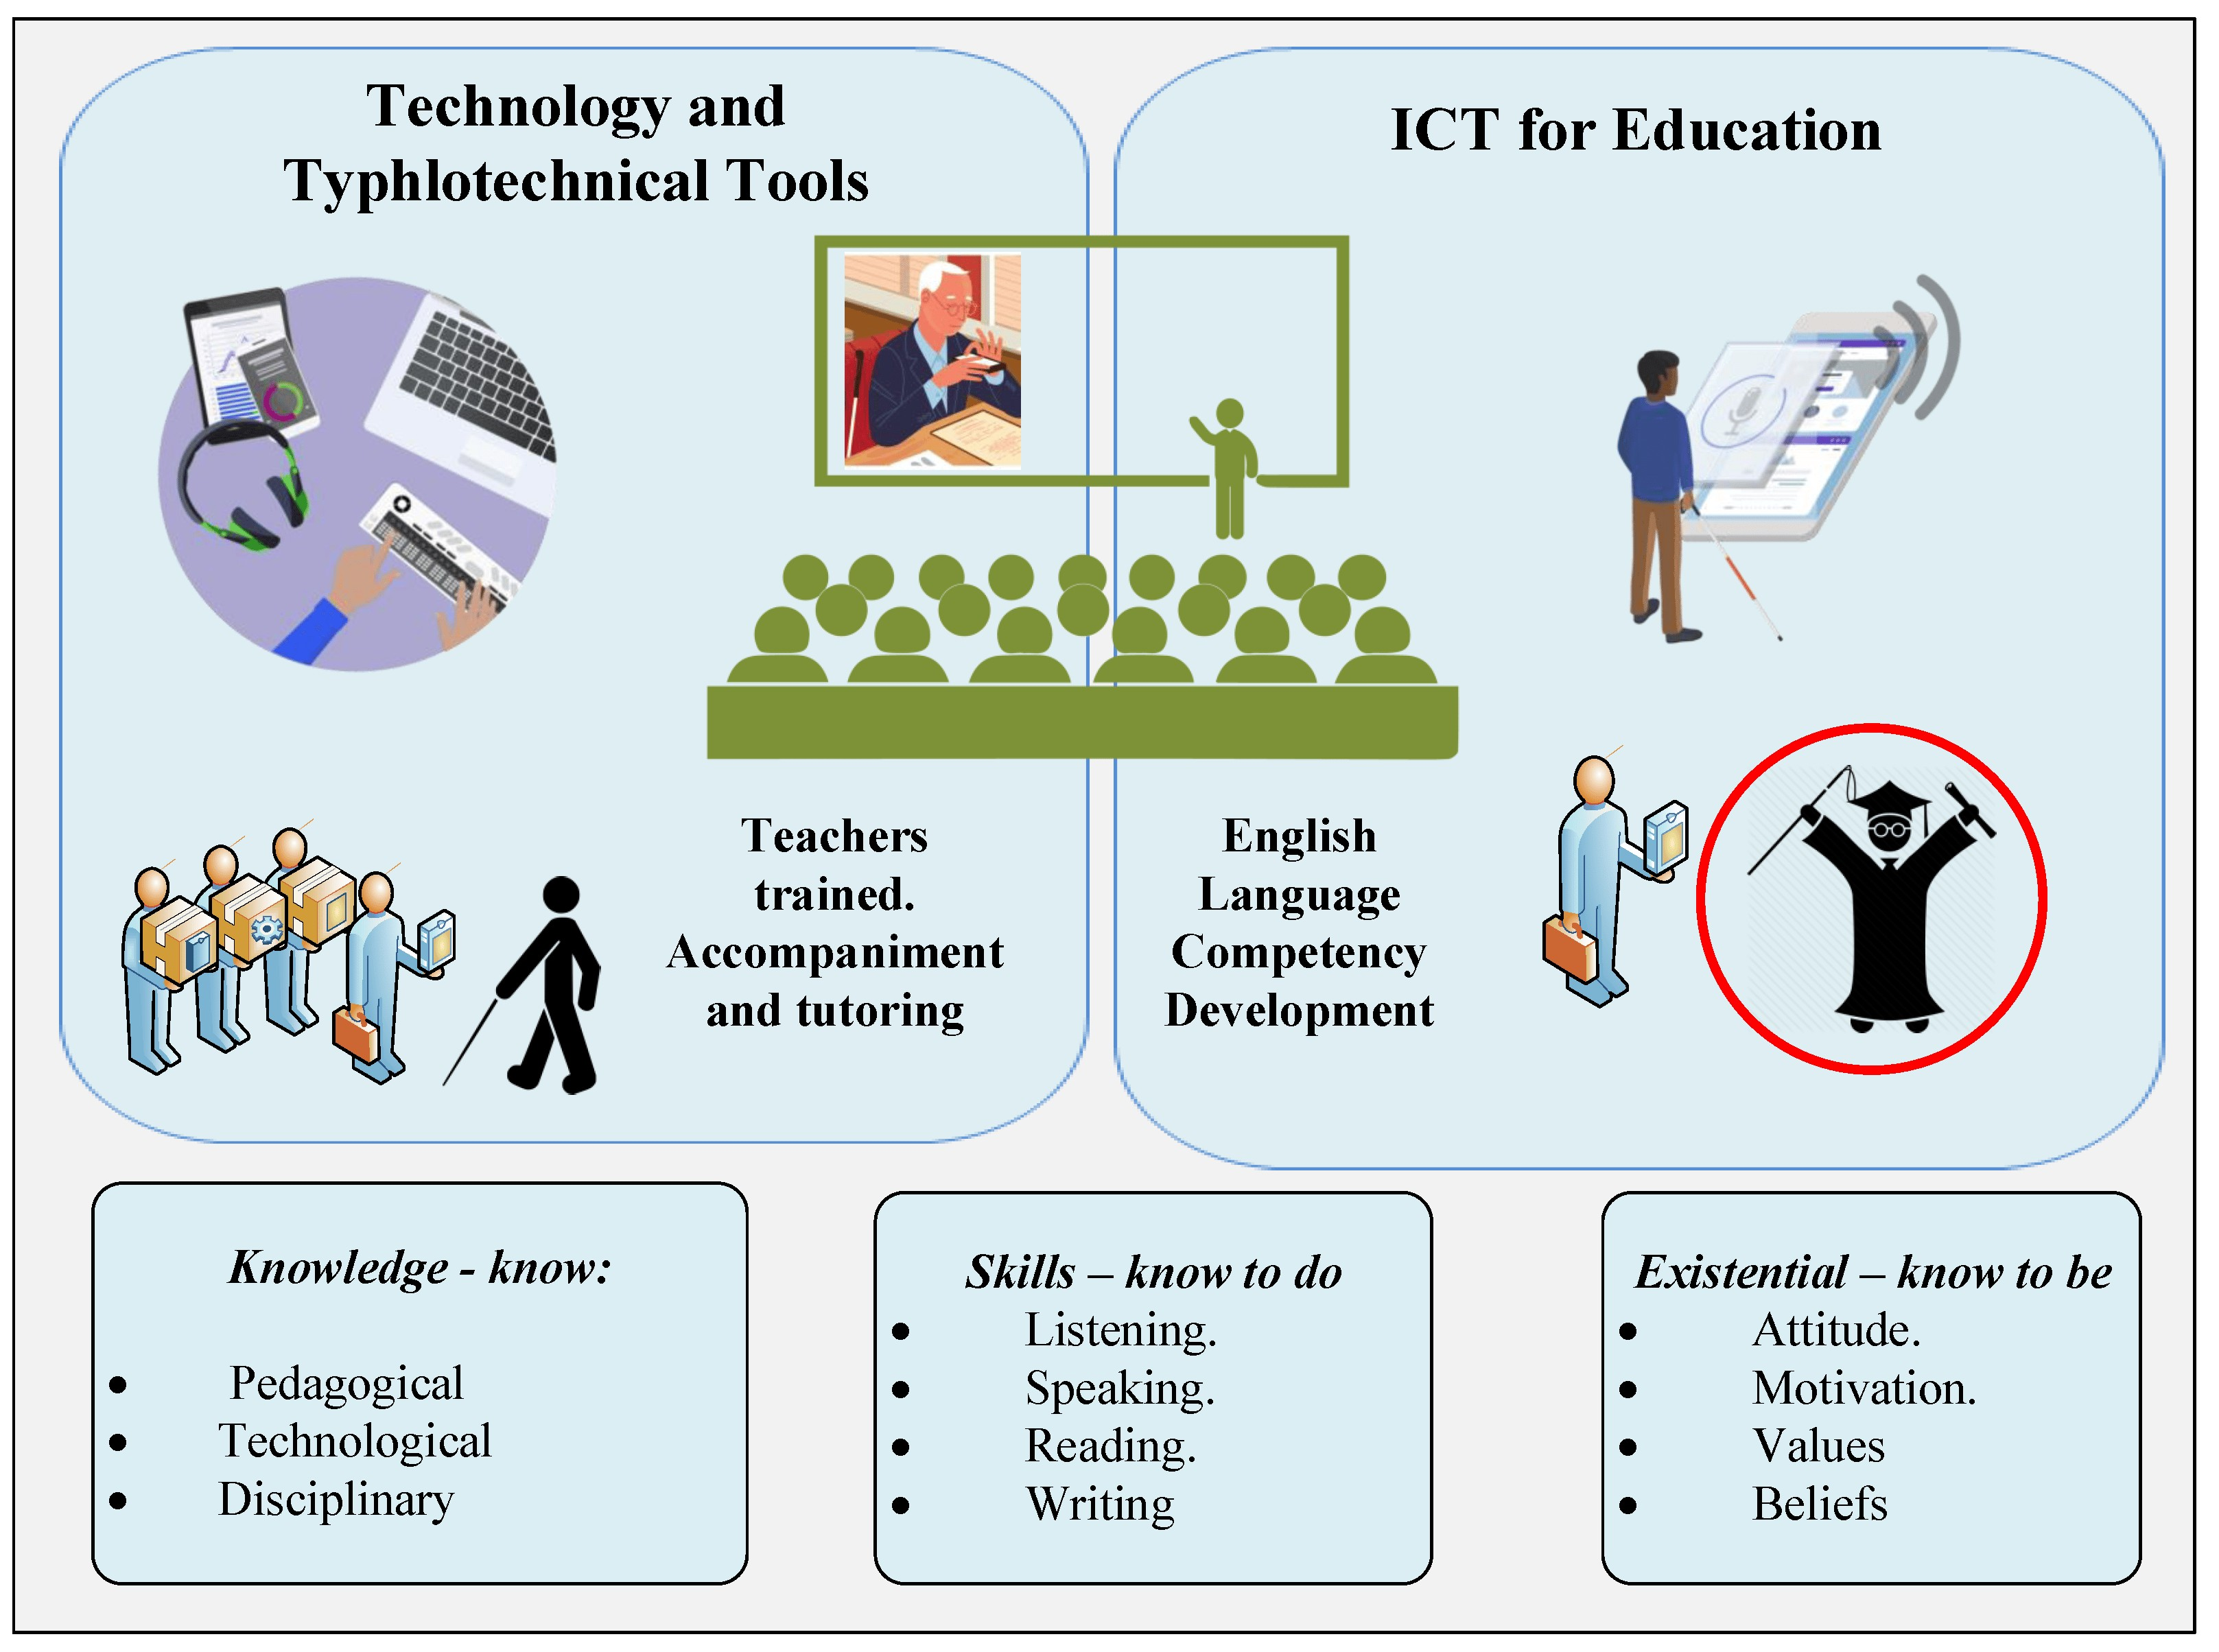 Technology and
Typhlotechnical Tools
ICT for Education
Teachers
trained.
Accompaniment
and tutoring
English
Language
Competency
Development
Knowledge - know:
• Pedagogical
• Technological
• Disciplinary
Skills – know to do
• Listening.
• Speaking.
• Reading.
• Writing
Existential – know to be
• Attitude.
• Motivation.
• Values
• Beliefs